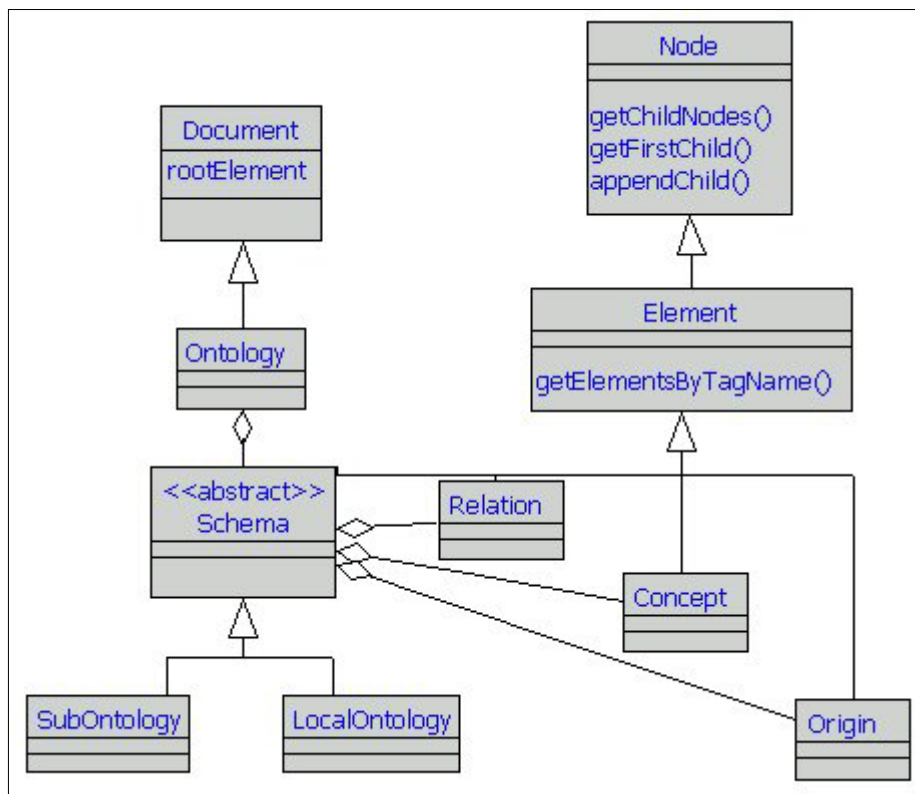 Node
getChildNodes()
getFirstChild()
appendChild()
Document
rootElement
Element
getElementsByTagName()
Ontology
<<abstract>>
Schema
Relation
Concept
SubOntology
LocalOntology
Origin